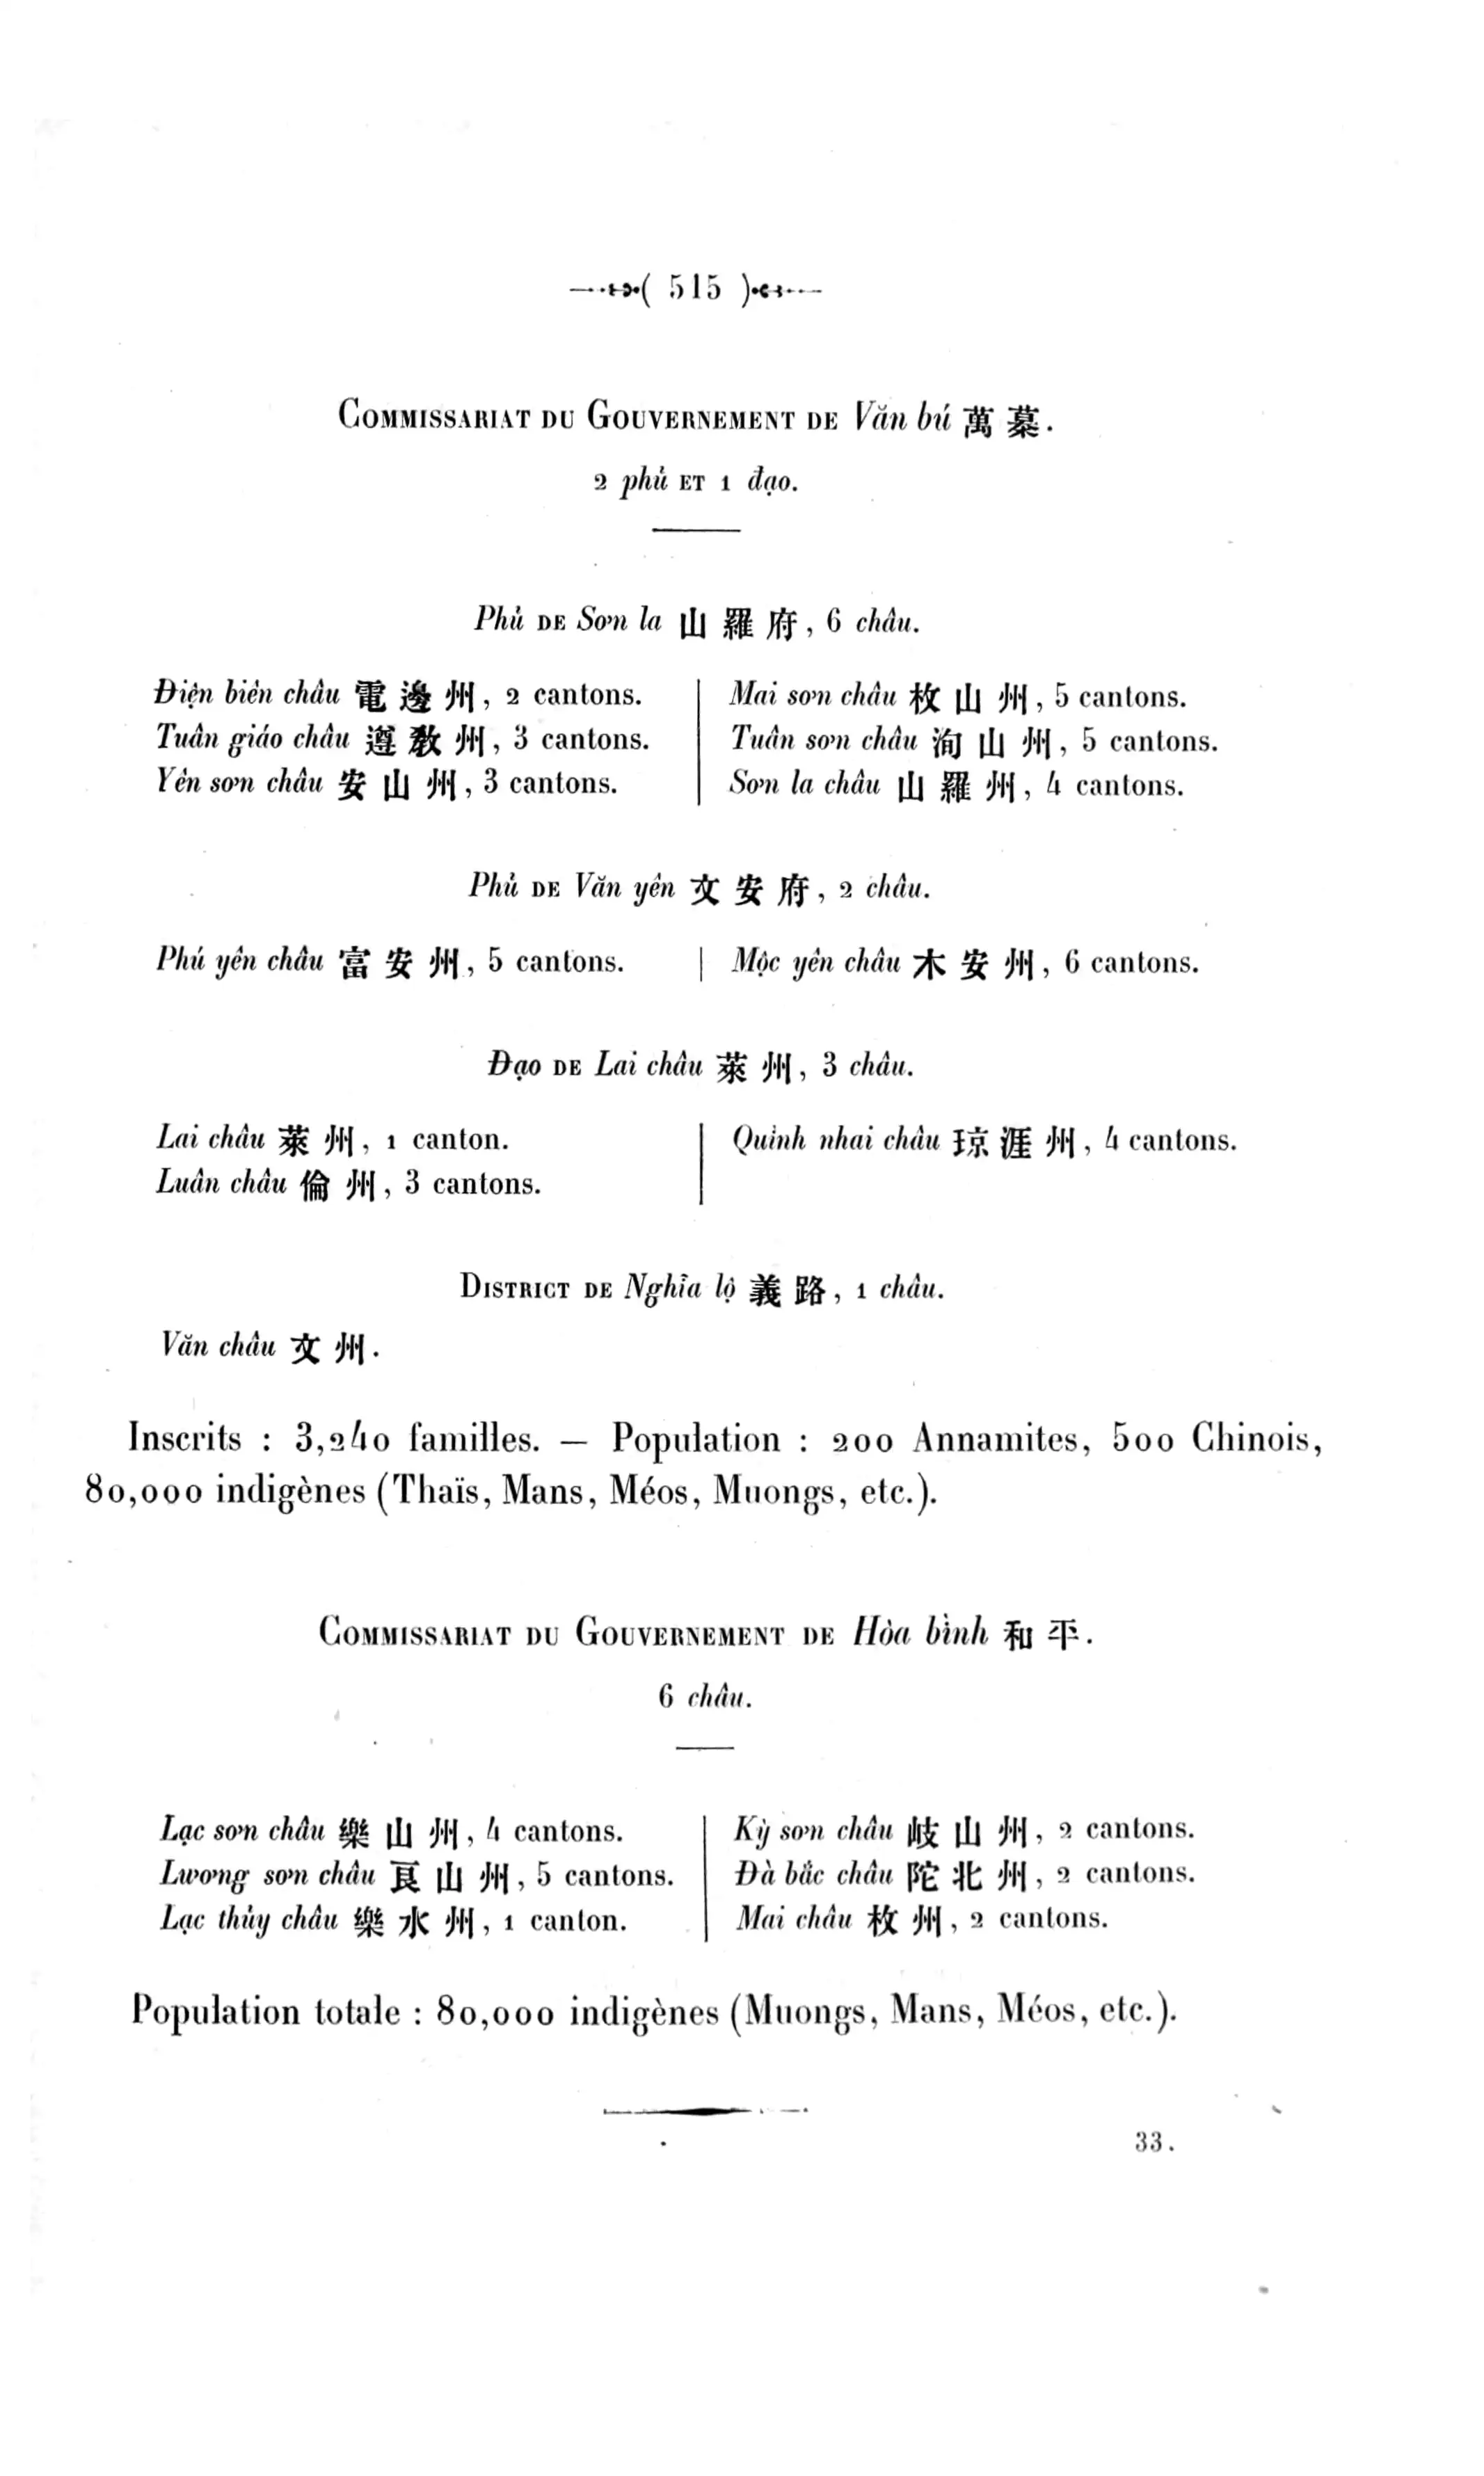 ( 515 )
COMMISSARIAT DU GOUVERNEMENT DE Văn bú 萬蔂.
2 phủ ET 1 đạo.
Phủ DE Sơn la 山羅府, 6 châu.
Điện biên châu 電邊州, 2 cantons.
Tuân giáo châu 遵教州, 3 cantons.
Yên sơn châu 安山州, 3 cantons.
Mai sơn châu 枚山州, 5 cantons.
Tuân sơn châu 洵山州, 5 cantons.
Sơn la châu 山羅州, 4 cantons.
Phủ DE Văn yên 文安府, 2 châu.
Phú yên châu 富安州, 5 cantons.
Mộc yên châu 木安州, 6 cantons.
Đạo DE Lai châu 萊州, 3 châu.
Lai châu 萊州, 1 canton.
Luân châu 倫州, 3 cantons.
Quình nhai châu 琼涯州, 4 cantons.
DISTRICT DE Nghĩa lộ 義路, 1 châu.
Văn châu 文州.
Inscrits : 3,240 familles. — Population : 200 Annamites, 500 Chinois,
80,000 indigènes (Thaïs, Mans, Méos, Muongs, etc.).
COMMISSARIAT DU GOUVERNEMENT DE Hòa bình 和平.
6 châu.
Lạc sơn châu 樂山州, 4 cantons.
Lương sơn châu 莨山州, 5 cantons.
Lạc thủy châu 樂水州, 1 canton.
Kỳ sơn châu 岐山州, 2 cantons.
Đà bắc châu 陀北州, 2 cantons.
Mai châu 枚州, 2 cantons.
Population totale : 80,000 indigènes (Muongs, Mans, Méos, etc.).
33.